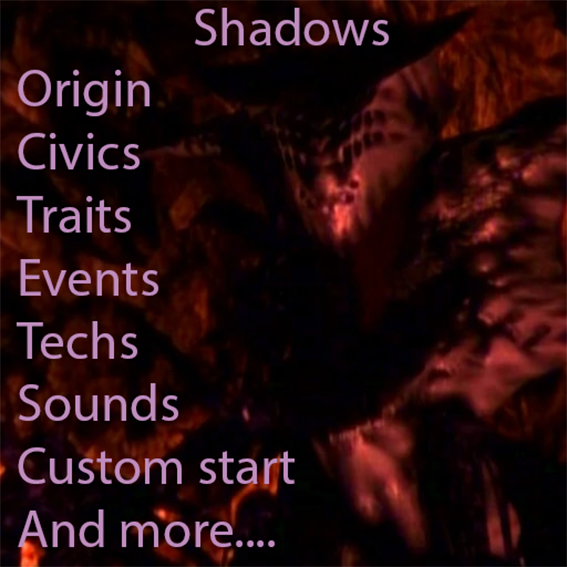 Shadows
Origin
Civics
Traits
Events
Techs
Sounds
Custom start
And more....